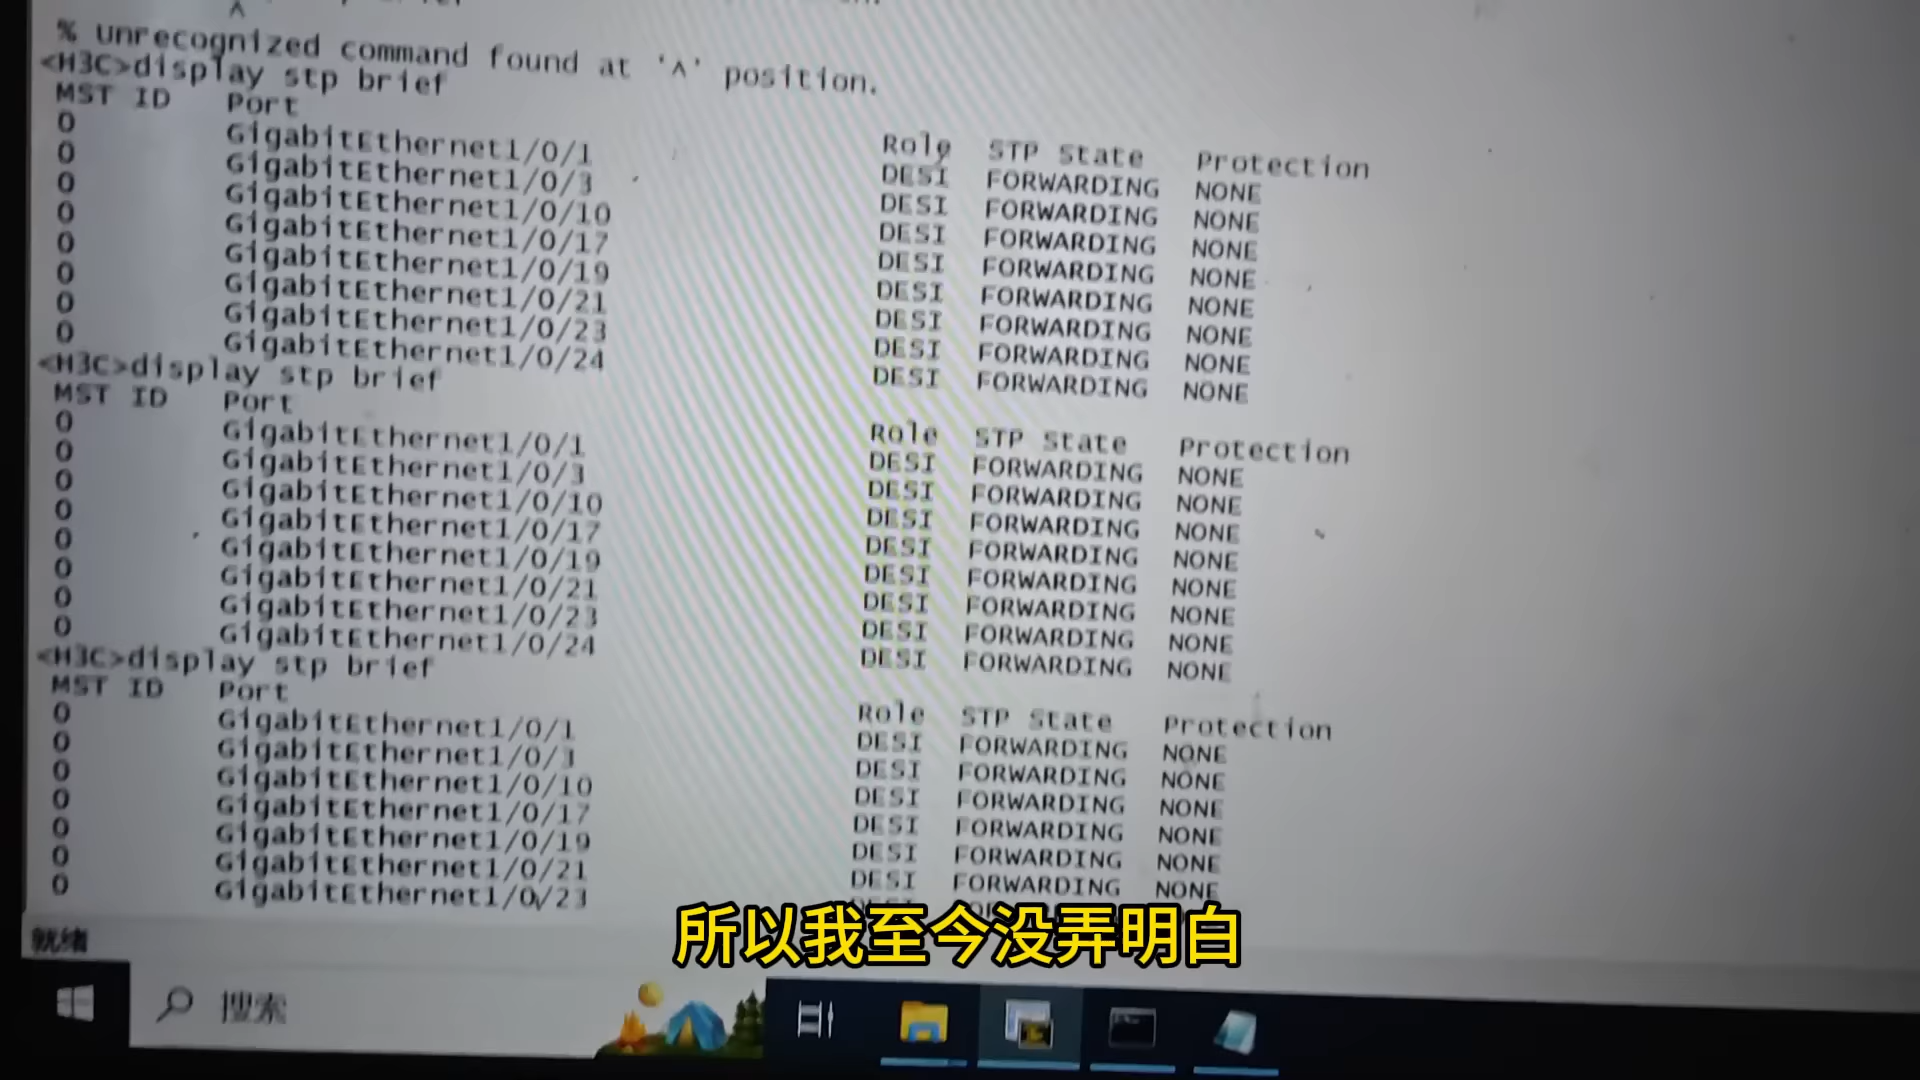 % unrecognized command found at '^' position.
<H3C>display stp brief
MST ID Port Role STP State Protection
0 GigabitEthernet1/0/1 DESI FORWARDING NONE
0 GigabitEthernet1/0/3 DESI FORWARDING NONE
0 GigabitEthernet1/0/10 DESI FORWARDING NONE
0 GigabitEthernet1/0/17 DESI FORWARDING NONE
0 GigabitEthernet1/0/19 DESI FORWARDING NONE
0 GigabitEthernet1/0/21 DESI FORWARDING NONE
0 GigabitEthernet1/0/23 DESI FORWARDING NONE
0 GigabitEthernet1/0/24 DESI FORWARDING NONE
<H3C>display stp brief
MST ID Port Role STP State Protection
0 GigabitEthernet1/0/1 DESI FORWARDING NONE
0 GigabitEthernet1/0/3 DESI FORWARDING NONE
0 GigabitEthernet1/0/10 DESI FORWARDING NONE
0 GigabitEthernet1/0/17 DESI FORWARDING NONE
0 GigabitEthernet1/0/19 DESI FORWARDING NONE
0 GigabitEthernet1/0/21 DESI FORWARDING NONE
0 GigabitEthernet1/0/23 DESI FORWARDING NONE
0 GigabitEthernet1/0/24 DESI FORWARDING NONE
<H3C>display stp brief
MST ID Port Role STP State Protection
0 GigabitEthernet1/0/1 DESI FORWARDING NONE
0 GigabitEthernet1/0/3 DESI FORWARDING NONE
0 GigabitEthernet1/0/10 DESI FORWARDING NONE
0 GigabitEthernet1/0/17 DESI FORWARDING NONE
0 GigabitEthernet1/0/19 DESI FORWARDING NONE
0 GigabitEthernet1/0/21 DESI FORWARDING NONE
0 GigabitEthernet1/0/23
所以我至今没弄明白
就绪
搜索